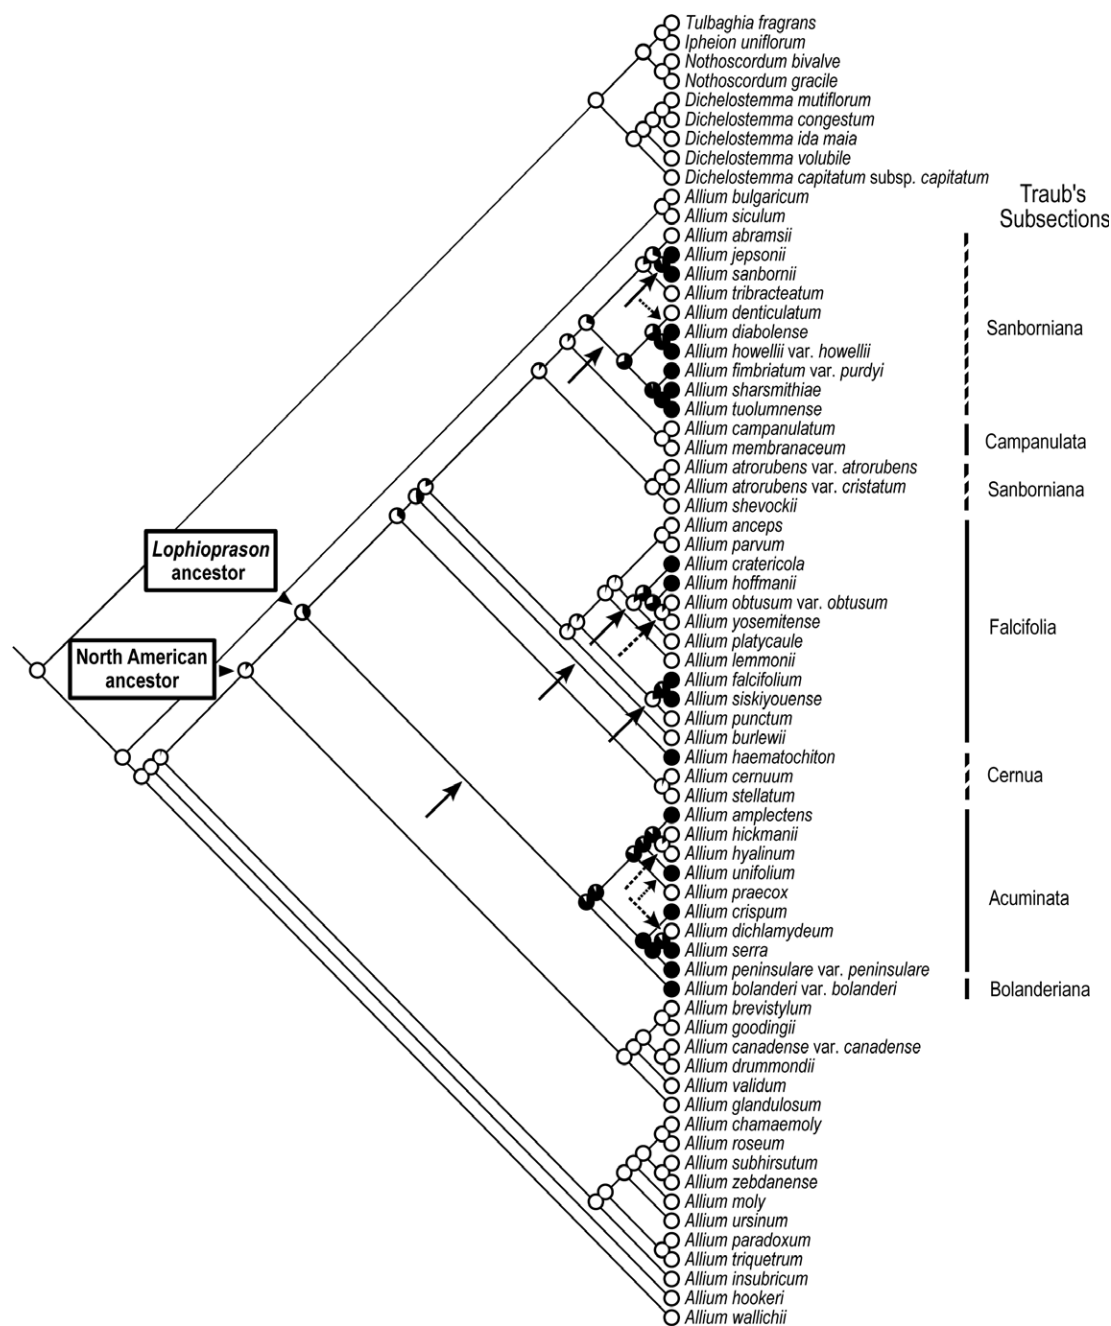 Tulbaghia fragrans
Ipheion uniflorum
Nothoscordum bivalve
Nothoscordum gracile
Dichelostemma mutiflorum
Dichelostemma congestum
Dichelostemma ida maia
Dichelostemma volubile
Dichelostemma capitatum subsp. capitatum
Allium bulgaricum
Allium siculum
Allium abramsii
Allium jepsonii
Allium sanbornii
Allium tribracteatum
Allium denticulatum
Allium diabolense
Allium howellii var. howellii
Allium fimbriatum var. purdyi
Allium sharsmithiae
Allium tuolumnense
Allium campanulatum
Allium membranaceum
Allium atrorubens var. atrorubens
Allium atrorubens var. cristatum
Allium shevockii
Allium anceps
Allium parvum
Allium cratericola
Allium hoffmanii
Allium obtusum var. obtusum
Allium yosemitense
Allium platycaule
Allium lemmonii
Allium falcifolium
Allium siskiyouense
Allium punctum
Allium burlewii
Allium haematochiton
Allium cernuum
Allium stellatum
Allium amplectens
Allium hickmanii
Allium hyalinum
Allium unifolium
Allium praecox
Allium crispum
Allium dichlamydeum
Allium serra
Allium peninsulare var. peninsulare
Allium bolanderi var. bolanderi
Allium brevistylum
Allium goodingii
Allium canadense var. canadense
Allium drummondii
Allium validum
Allium glandulosum
Allium chamaemoly
Allium roseum
Allium subhirsutum
Allium zebdanense
Allium moly
Allium ursinum
Allium paradoxum
Allium triquetrum
Allium insubricum
Allium hookeri
Allium wallichii
Traub's
Subsections
Sanborniana
Campanulata
Sanborniana
Falcifolia
Cernua
Acuminata
Bolanderiana
Lophioprason
ancestor
North American
ancestor